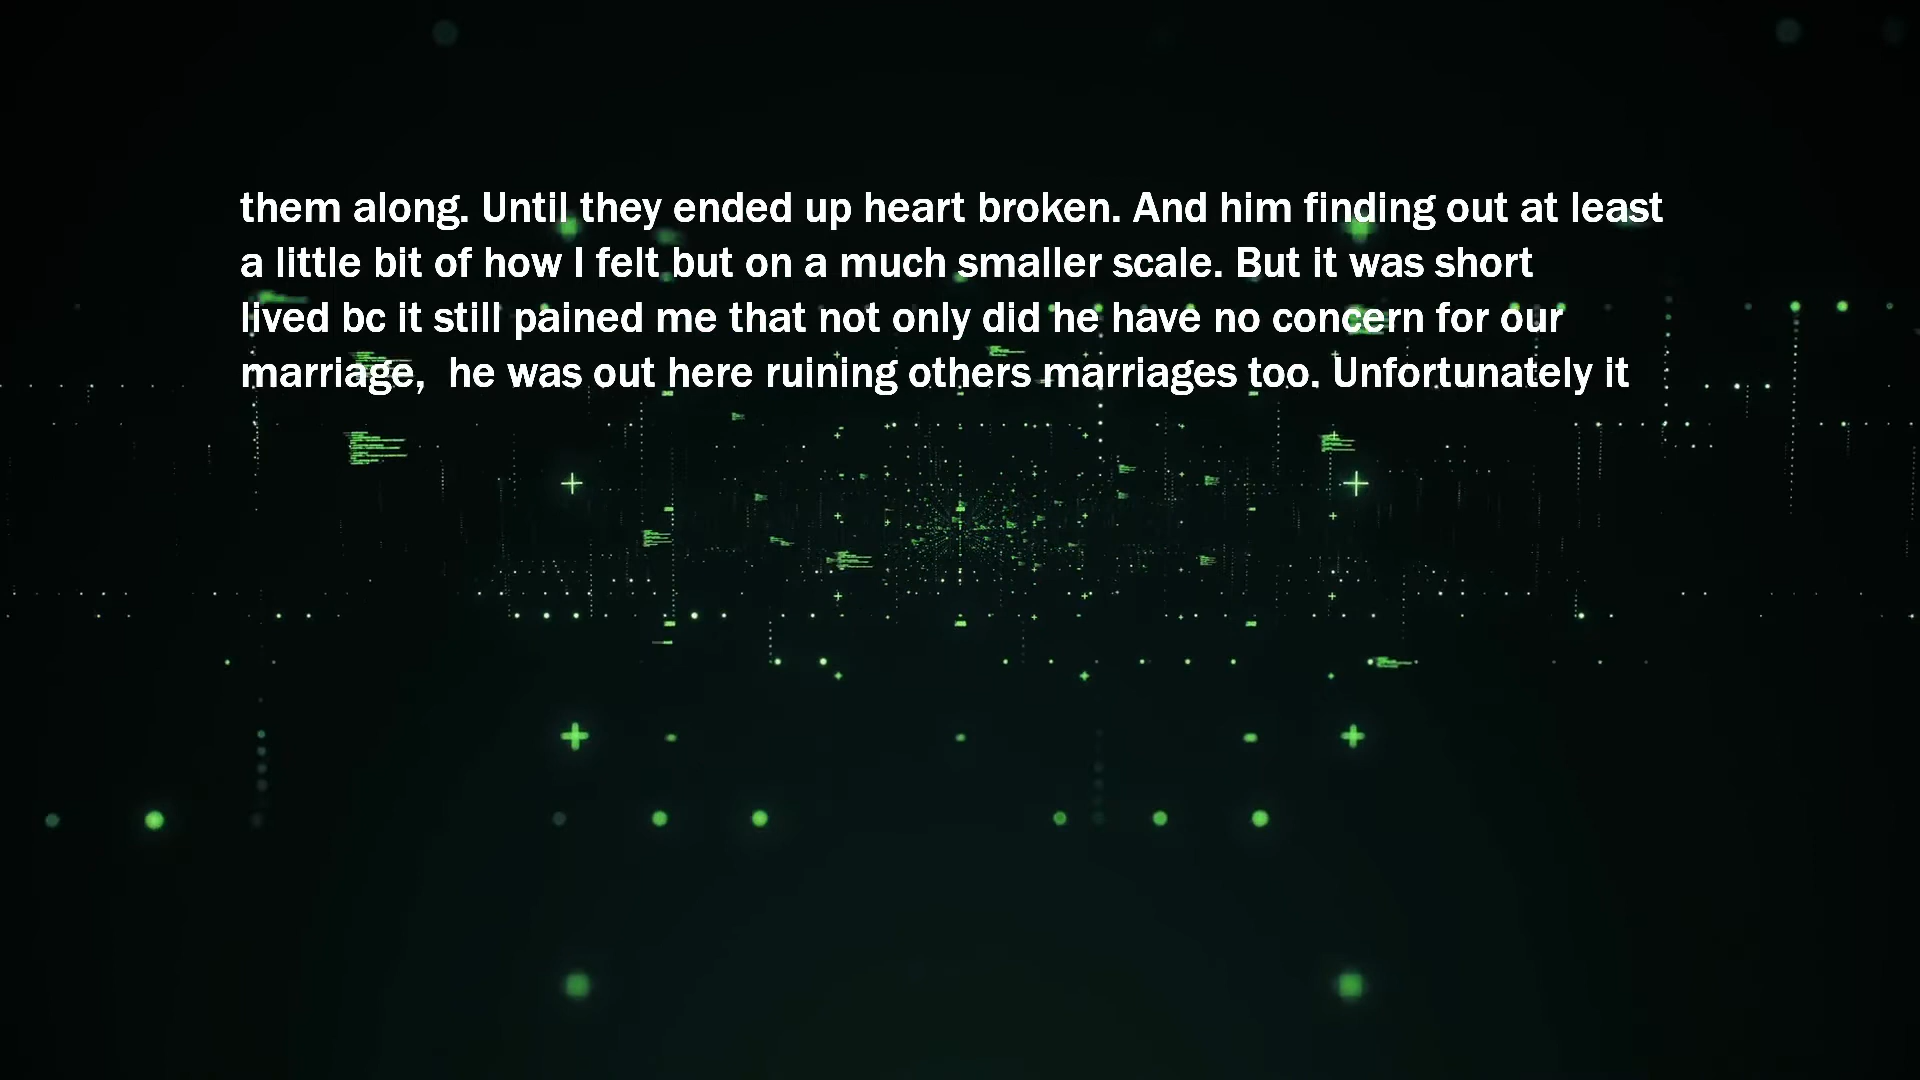 them along. Until they ended up heart broken. And him finding out at least
a little bit of how I felt but on a much smaller scale. But it was short
lived bc it still pained me that not only did he have no concern for our
marriage,  he was out here ruining others marriages too. Unfortunately it